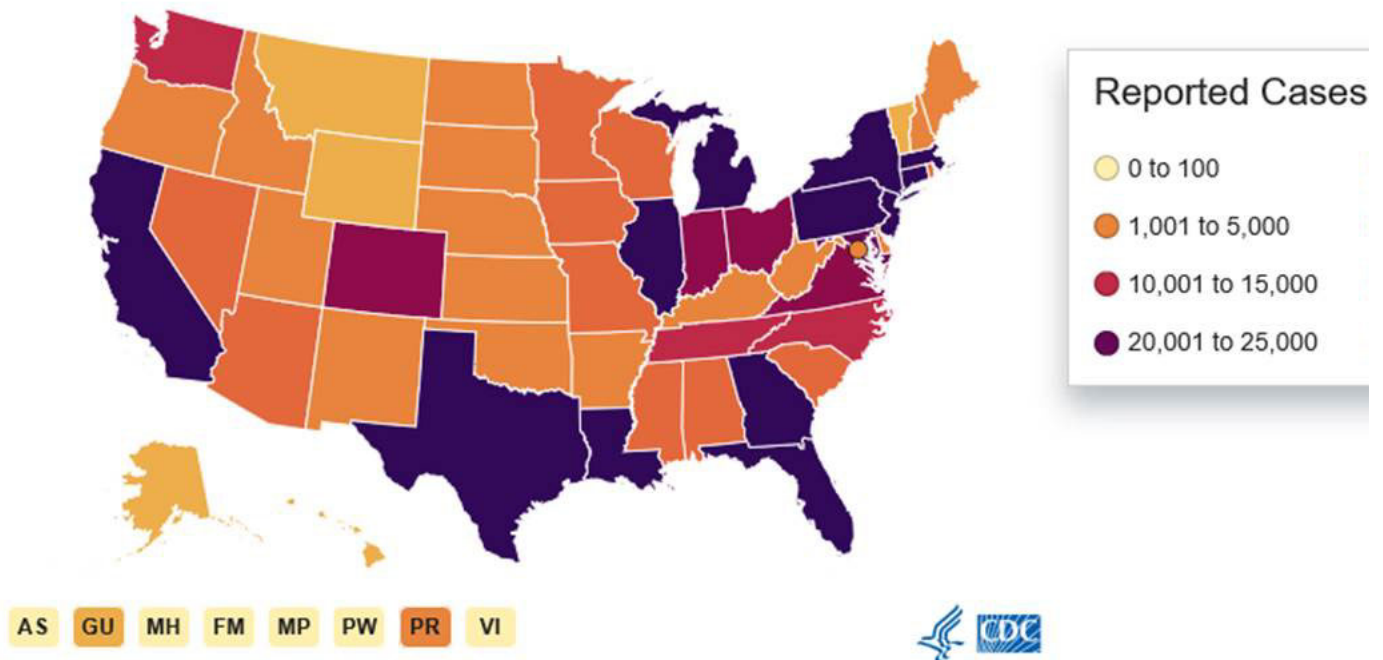 Reported Cases
0 to 100
1,001 to 5,000
10,001 to 15,000
20,001 to 25,000
AS GU MH FM MP PW PR VI
CDC